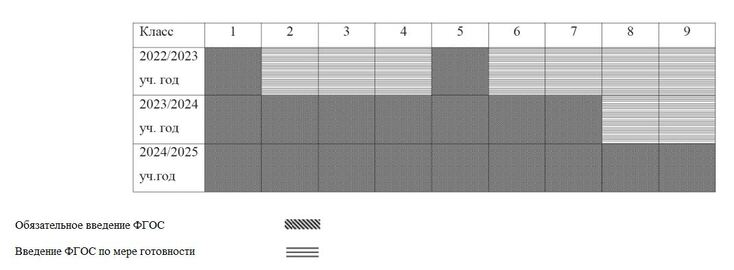 Класс 1 2 3 4 5 6 7 8 9
2022/2023
уч. год
2023/2024
уч. год
2024/2025
уч.год
Обязательное введение ФГОС
Введение ФГОС по мере готовности